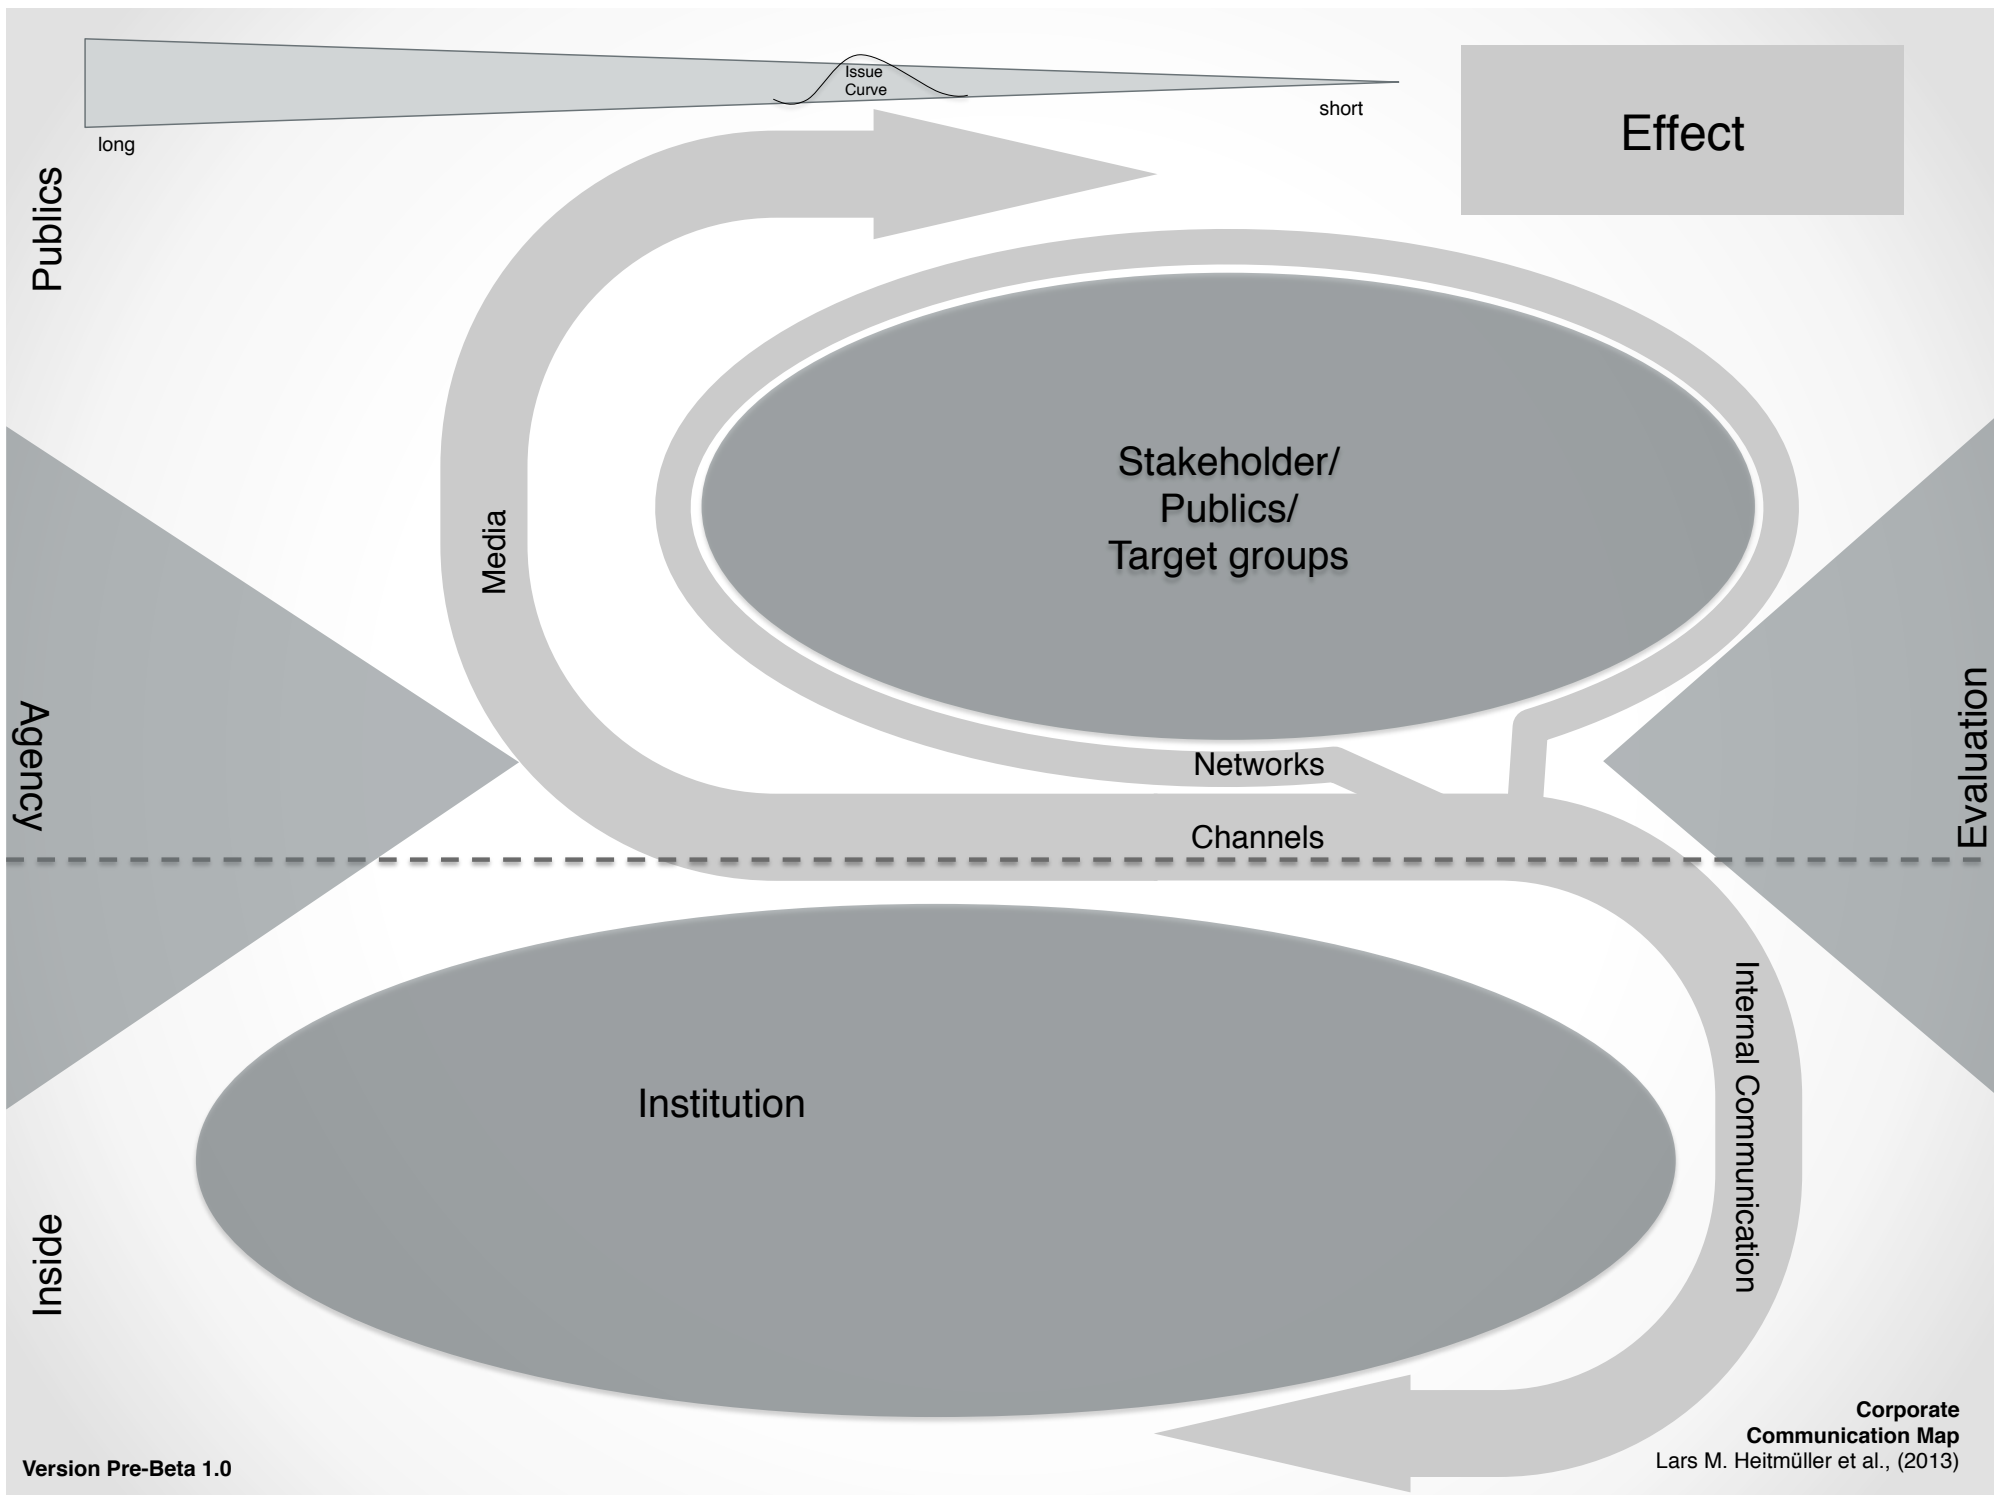 Issue
Curve
short
long
Effect
Publics
Stakeholder/
Publics/
Target groups
Media
Agency
Evaluation
Networks
Channels
Internal Communication
Institution
Inside
Corporate
Communication Map
Lars M. Heitmüller et al., (2013)
Version Pre-Beta 1.0